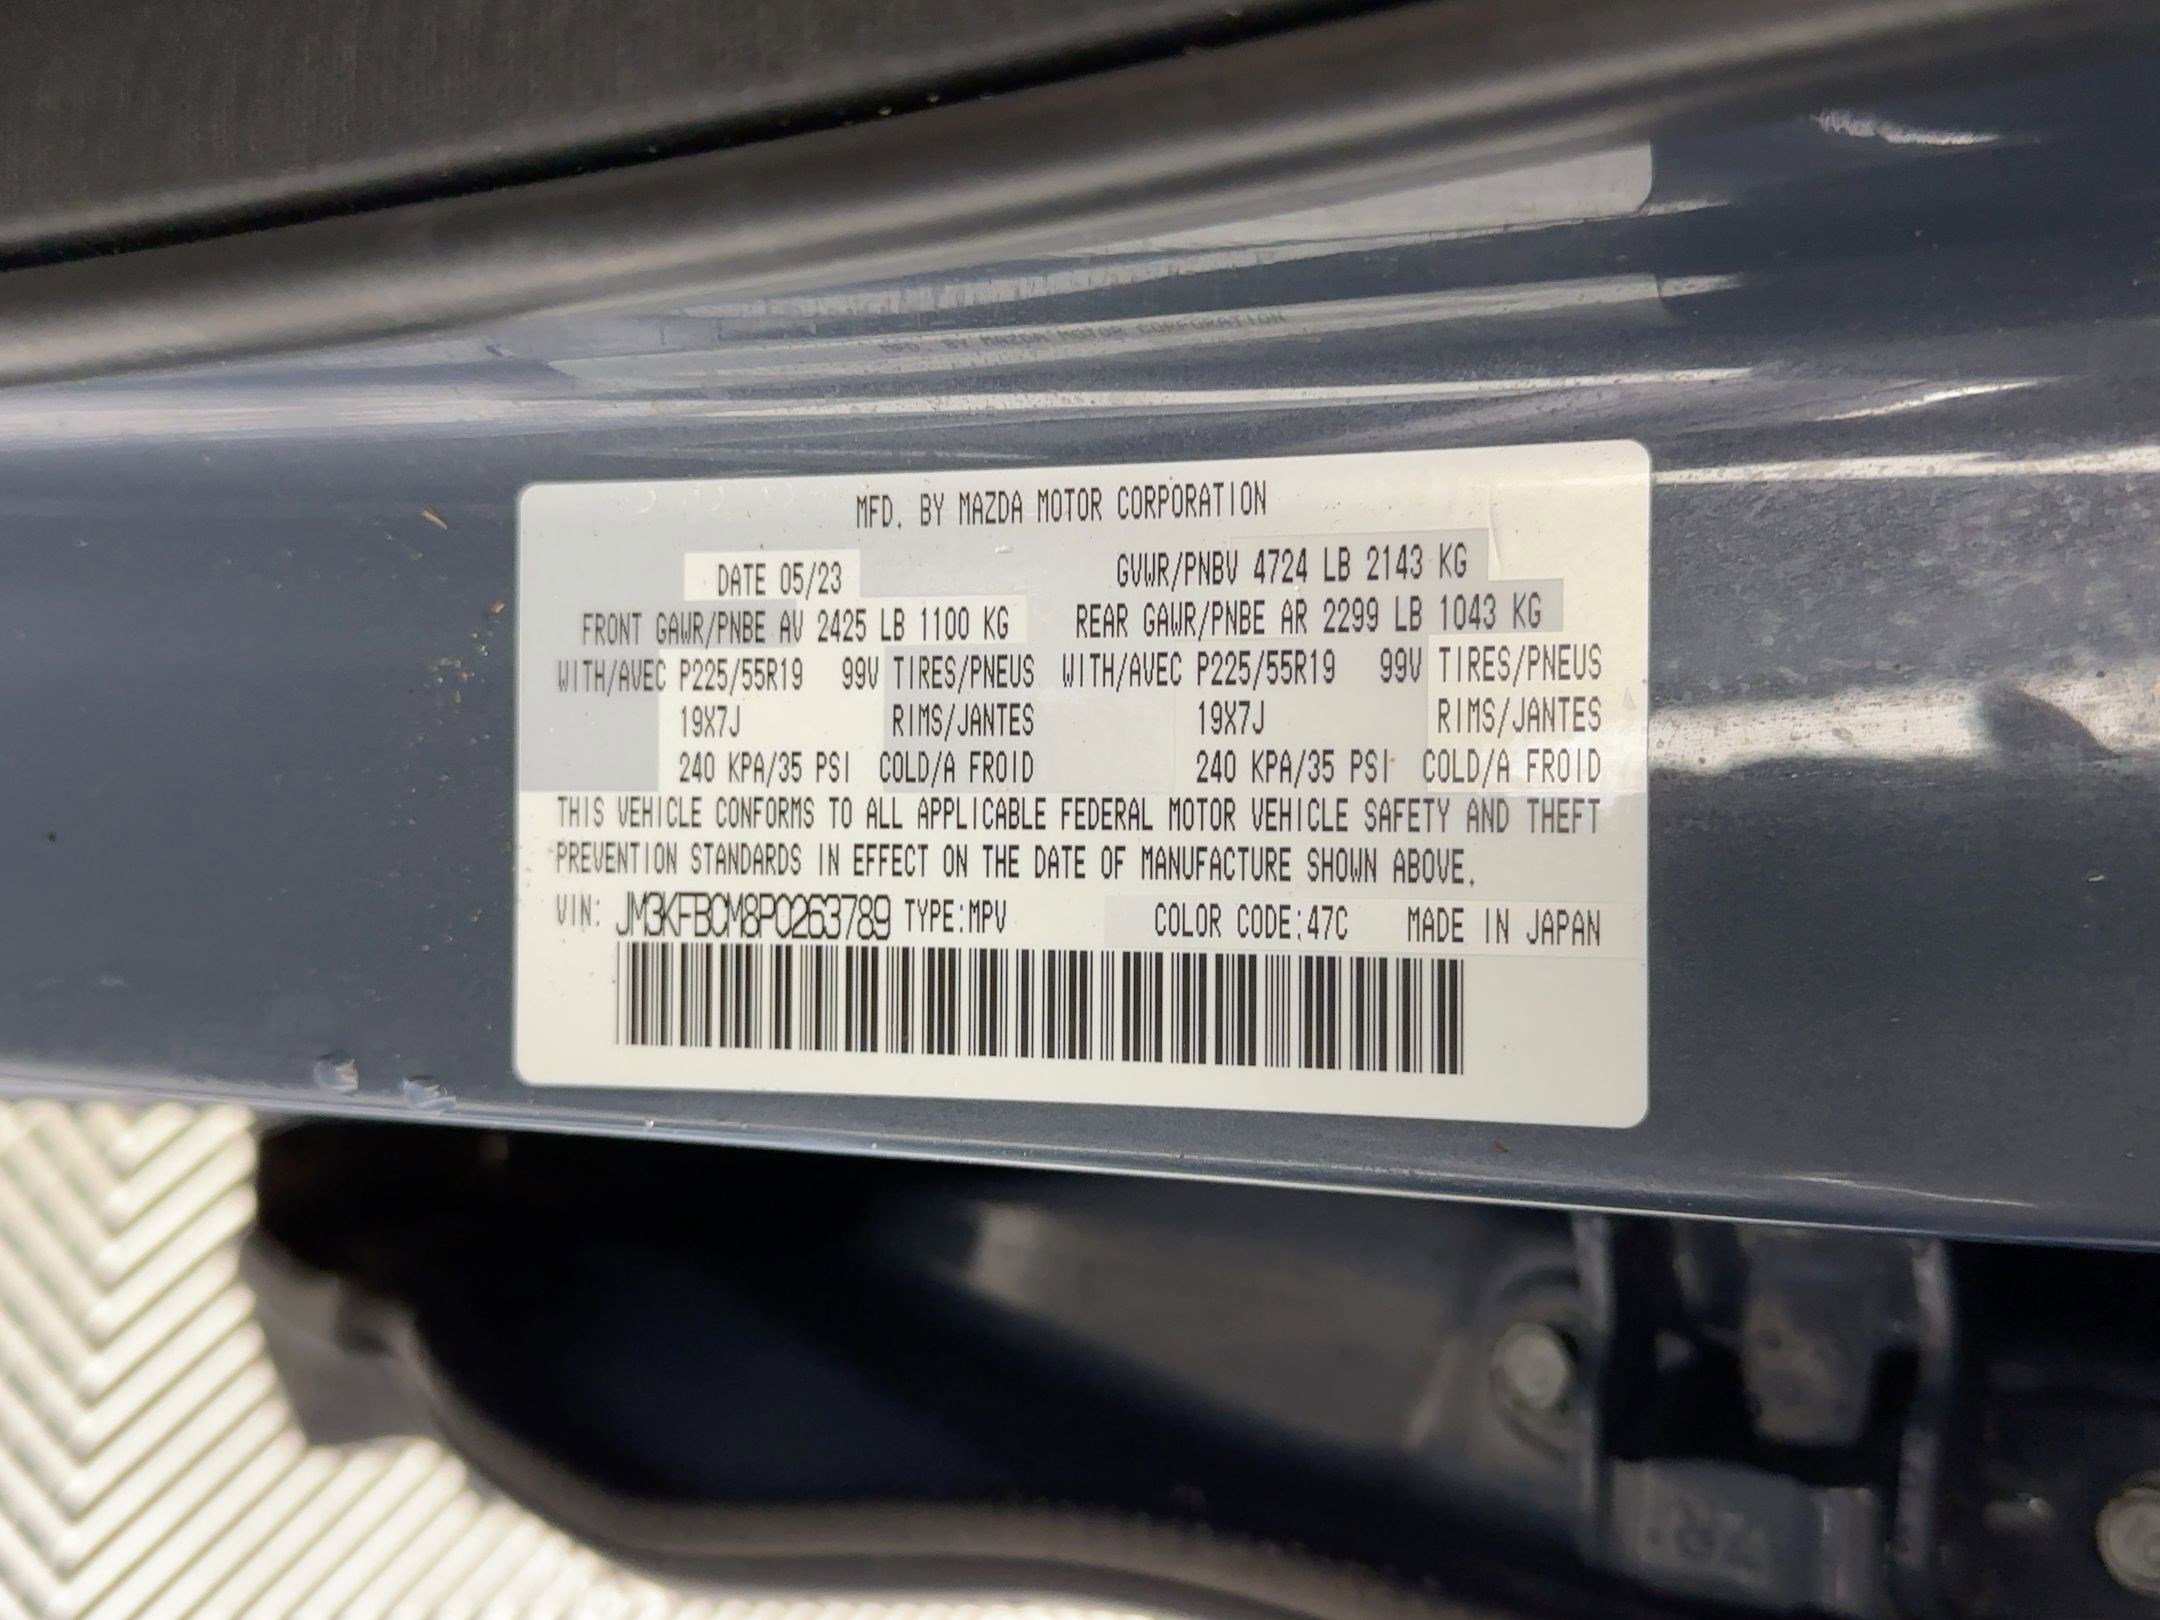 MFD. BY MAZDA MOTOR CORPORATION
DATE 05/23 GVWR/PNBV 4724 LB 2143 KG
FRONT GAWR/PNBE AV 2425 LB 1100 KG REAR GAWR/PNBE AR 2299 LB 1043 KG
WITH/AVEC P225/55R19 99V TIRES/PNEUS WITH/AVEC P225/55R19 99V TIRES/PNEUS
19X7J RIMS/JANTES 19X7J RIMS/JANTES
240 KPA/35 PSI COLD/A FROID 240 KPA/35 PSI COLD/A FROID
THIS VEHICLE CONFORMS TO ALL APPLICABLE FEDERAL MOTOR VEHICLE SAFETY AND THEFT
PREVENTION STANDARDS IN EFFECT ON THE DATE OF MANUFACTURE SHOWN ABOVE.
VIN: JM3KFBCM8P0263789 TYPE:MPV COLOR CODE:47C MADE IN JAPAN